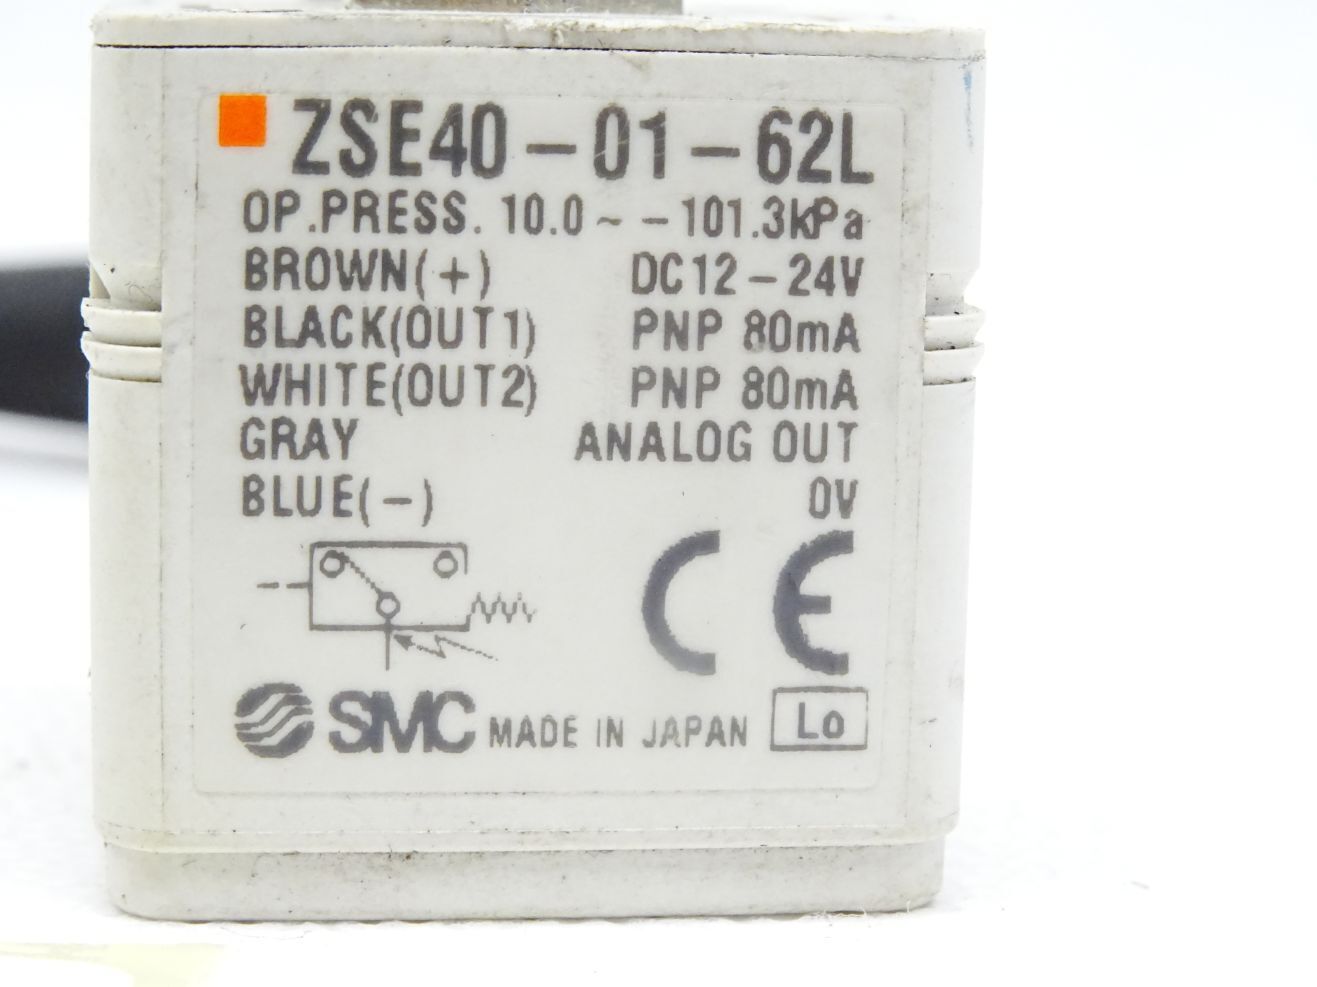 ZSE40-01-62L
OP.PRESS. 10.0 ~ -101.3kPa
BROWN(+) DC12-24V
BLACK(OUT1) PNP 80mA
WHITE(OUT2) PNP 80mA
GRAY ANALOG OUT
BLUE(-) 0V
CE
SMC MADE IN JAPAN Lo